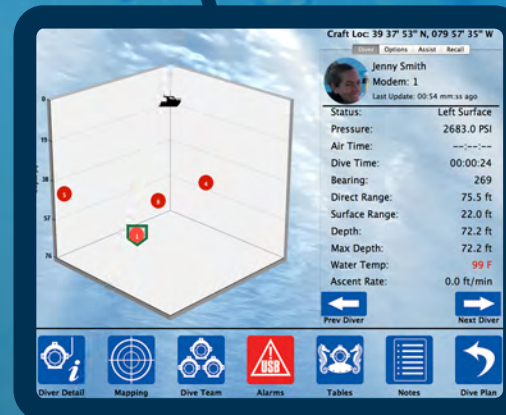 Craft Loc: 39 37' 53" N, 079 57' 35" W
Diver Options Assist Recall
Jenny Smith
Modem: 1
Last Update: 00:54 mm:ss ago
Status: Left Surface
Pressure: 2683.0 PSI
Air Time: --:--:--
Dive Time: 00:00:24
Bearing: 269
Direct Range: 75.5 ft
Surface Range: 22.0 ft
Depth: 72.2 ft
Max Depth: 72.2 ft
Water Temp: 99 F
Ascent Rate: 0.0 ft/min
Prev Diver Next Diver
0
19
38
57
76
4
1
USB
Diver Detail Mapping Dive Team Alarms Tables Notes Dive Plan